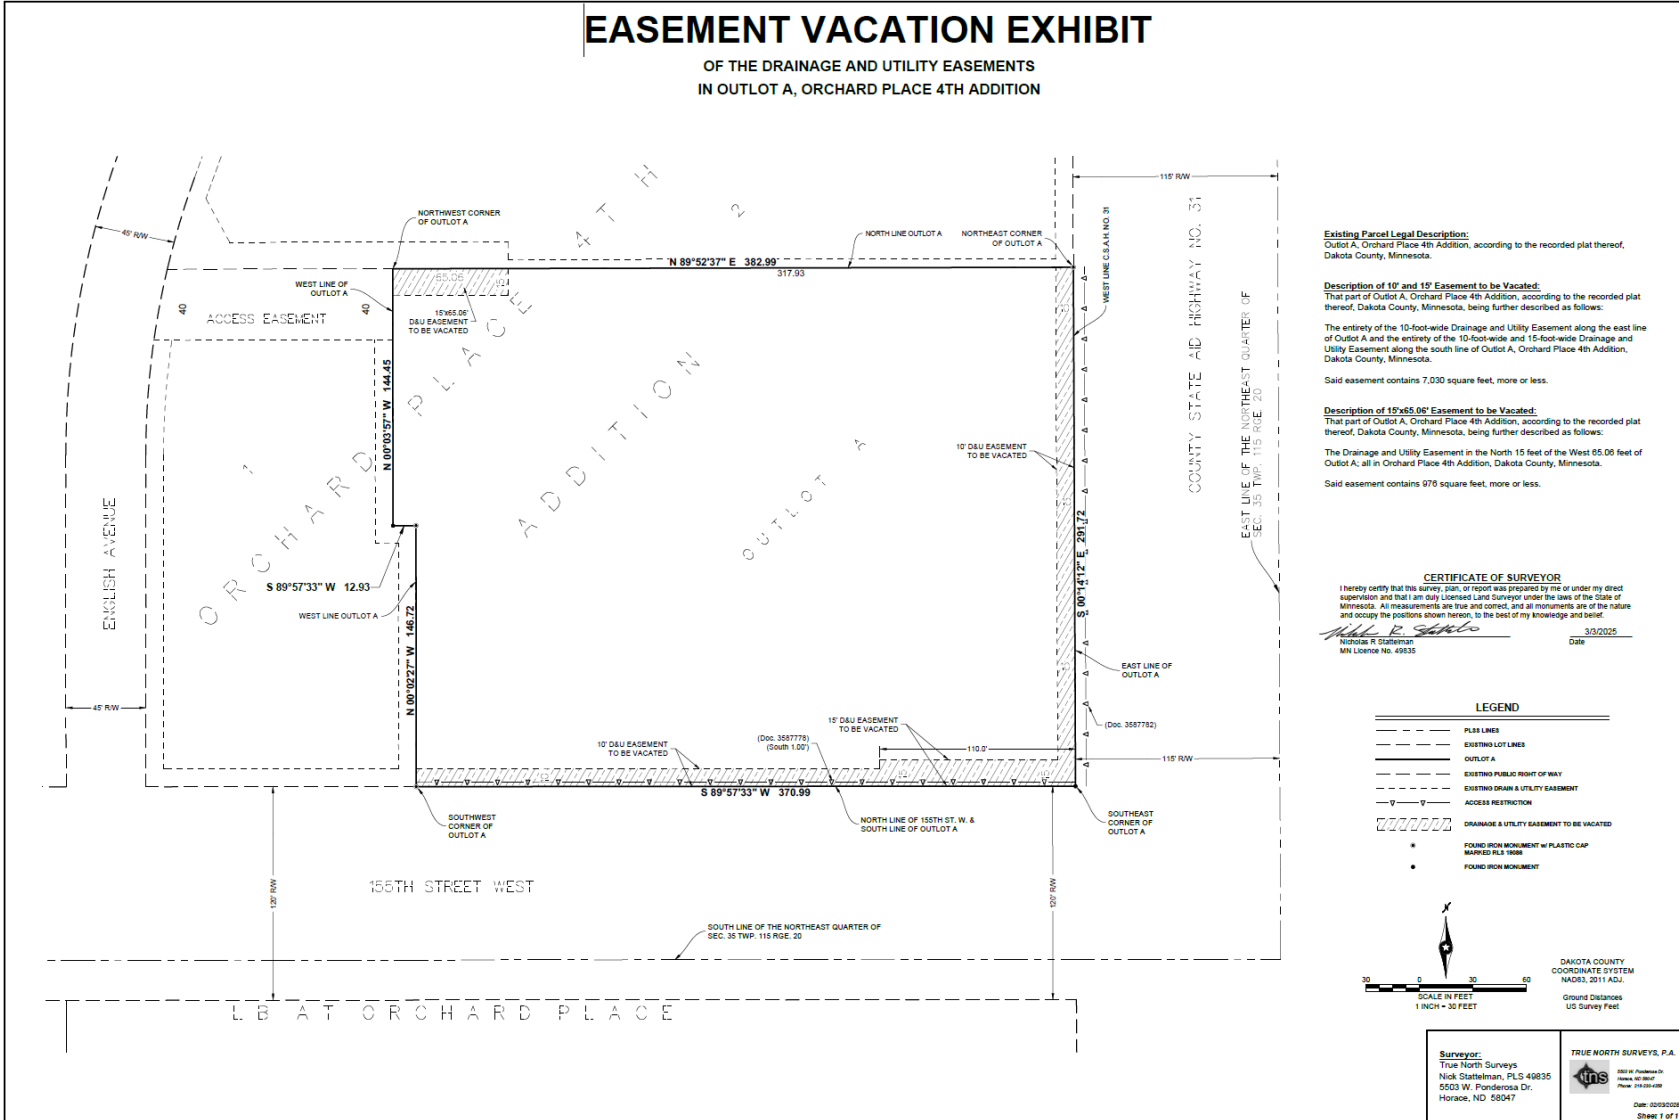 EASEMENT VACATION EXHIBIT
OF THE DRAINAGE AND UTILITY EASEMENTS
IN OUTLOT A, ORCHARD PLACE 4TH ADDITION
115' R/W
45' R/W
NORTHWEST CORNER
OF OUTLOT A
4TH
2
NORTH LINE OUTLOT A
NORTHEAST CORNER
OF OUTLOT A
WEST LINE C.S.A.H. NO. 31
N 89°52'37" E 382.99
317.93
65.06
15
WEST LINE OF
OUTLOT A
40
40
ACCESS EASEMENT
15'x65.06'
D&U EASEMENT
TO BE VACATED
N 00°03'57" W 144.45
ORCHARD PLACE
ADDITION
OUTLOT A
1
10' D&U EASEMENT
TO BE VACATED
COUNTY STATE AID HIGHWAY NO. 31
EAST LINE OF THE NORTHEAST QUARTER OF
SEC. 35 TWP. 115 RGE. 20
ENGLISH AVENUE
S 89°57'33" W 12.93
WEST LINE OUTLOT A
N 00°02'27" W 146.72
S 00°14'12" E 291.72
10
10
10
EAST LINE OF
OUTLOT A
45' R/W
(Doc. 3587782)
15' D&U EASEMENT
TO BE VACATED
(Doc. 3587778)
(South 1.00')
10' D&U EASEMENT
TO BE VACATED
110.0'
115' R/W
10
15
S 89°57'33" W 370.99
SOUTHWEST
CORNER OF
OUTLOT A
NORTH LINE OF 155TH ST. W. &
SOUTH LINE OF OUTLOT A
SOUTHEAST
CORNER OF
OUTLOT A
155TH STREET WEST
120' R/W
120' R/W
SOUTH LINE OF THE NORTHEAST QUARTER OF
SEC. 35 TWP. 115 RGE. 20
LB AT ORCHARD PLACE
Existing Parcel Legal Description:
Outlot A, Orchard Place 4th Addition, according to the recorded plat thereof,
Dakota County, Minnesota.
Description of 10' and 15' Easement to be Vacated:
That part of Outlot A, Orchard Place 4th Addition, according to the recorded plat
thereof, Dakota County, Minnesota, being further described as follows:
The entirety of the 10-foot-wide Drainage and Utility Easement along the east line
of Outlot A and the entirety of the 10-foot-wide and 15-foot-wide Drainage and
Utility Easement along the south line of Outlot A, Orchard Place 4th Addition,
Dakota County, Minnesota.
Said easement contains 7,030 square feet, more or less.
Description of 15'x65.06' Easement to be Vacated:
That part of Outlot A, Orchard Place 4th Addition, according to the recorded plat
thereof, Dakota County, Minnesota, being further described as follows:
The Drainage and Utility Easement in the North 15 feet of the West 65.06 feet of
Outlot A; all in Orchard Place 4th Addition, Dakota County, Minnesota.
Said easement contains 976 square feet, more or less.
CERTIFICATE OF SURVEYOR
I hereby certify that this survey, plan, or report was prepared by me or under my direct
supervision and that I am duly Licensed Land Surveyor under the laws of the State of
Minnesota. All measurements are true and correct, and all monuments are of the nature
and occupy the positions shown hereon, to the best of my knowledge and belief.
3/3/2025
Nicholas R Stattelman
Date
MN Licence No. 49835
LEGEND
PLSS LINES
EXISTING LOT LINES
OUTLOT A
EXISTING PUBLIC RIGHT OF WAY
EXISTING DRAIN & UTILITY EASEMENT
ACCESS RESTRICTION
DRAINAGE & UTILITY EASEMENT TO BE VACATED
FOUND IRON MONUMENT w/ PLASTIC CAP
MARKED RLS
FOUND IRON MONUMENT
N
30 0 30 60
SCALE IN FEET
1 INCH = 30 FEET
DAKOTA COUNTY
COORDINATE SYSTEM
NAD83, 2011 ADJ.
Ground Distances
US Survey Feet
Surveyor:
True North Surveys
Nick Stattelman, PLS 49835
5503 W. Ponderosa Dr.
Horace, ND 58047
TRUE NORTH SURVEYS, P.A.
tns
5503 W. Ponderosa Dr.
Horace, ND 58047
Phone:
Date:
Sheet 1 of 1